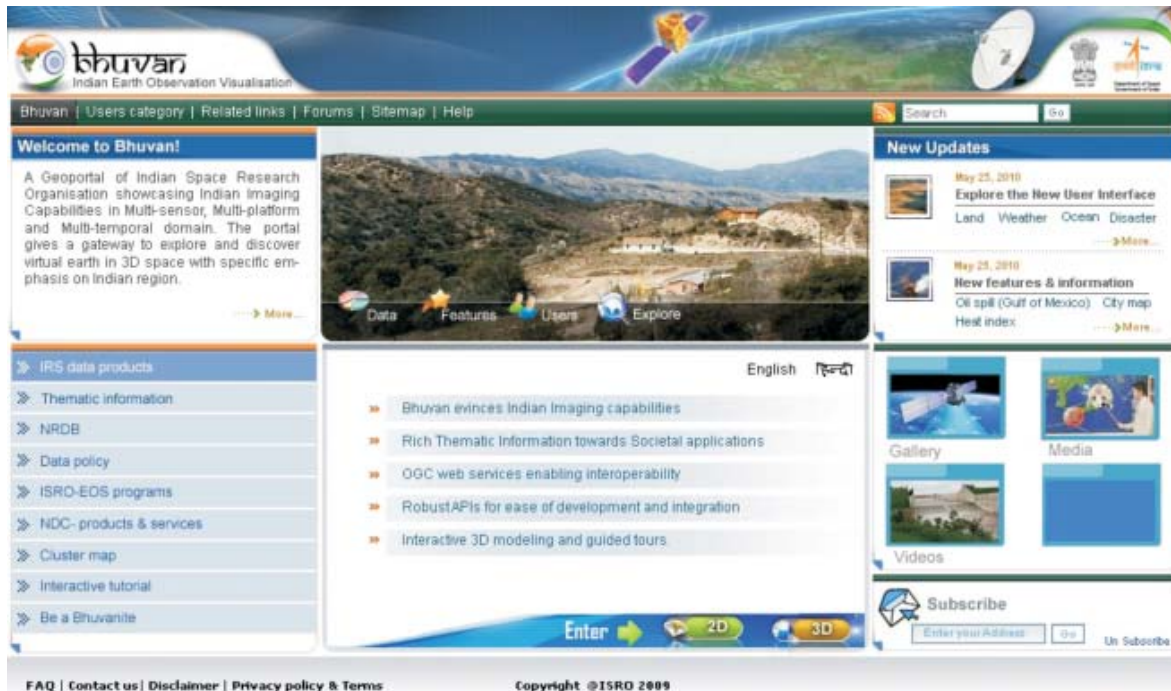 bhuvan
Indian Earth Observation Visualisation
Bhuvan | Users category | Related links | Forums | Sitemap | Help
Search
Go
Welcome to Bhuvan!
A Geoportal of Indian Space Research
Organisation showcasing Indian Imaging
Capabilities in Multi-sensor, Multi-platform
and Multi-temporal domain. The portal
gives a gateway to explore and discover
virtual earth in 3D space with specific em-
phasis on Indian region.
More...
Data
Features
Users
Explore
New Updates
May 25, 2010
Explore the New User Interface
Land Weather Ocean Disaster
More...
May 25, 2010
New features & information
Oil spill (Gulf of Mexico) City map
Heat index
More...
IRS data products
Thematic information
NRDB
Data policy
ISRO-EOS programs
NDC- products & services
Cluster map
Interactive tutorial
Be a Bhuvanite
English हिन्दी
Bhuvan evinces Indian Imaging capabilities
Rich Thematic Information towards Societal applications
OGC web services enabling interoperability
Robust APIs for ease of development and integration
Interactive 3D modeling and guided tours
Enter
2D
3D
Gallery
Media
Videos
Subscribe
Enter your Address
Go
Un Subscribe
FAQ | Contact us | Disclaimer | Privacy policy & Terms
Copyright @ISRO 2009